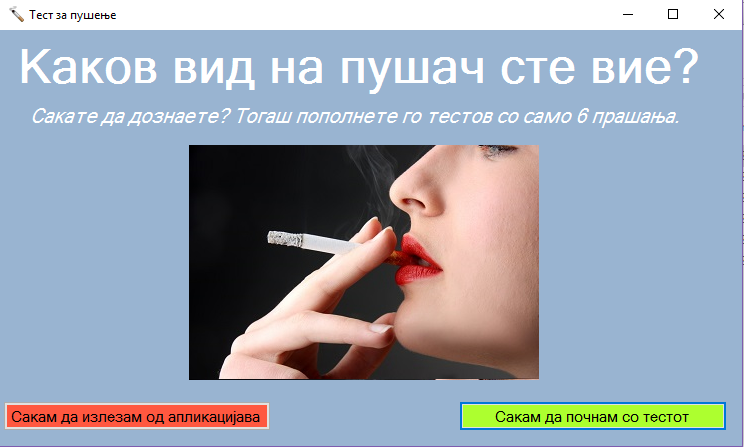 Тест за пушење
Каков вид на пушач сте вие?
Сакате да дознаете? Тогаш пополнете го тестов со само 6 прашања.
Сакам да излезам од апликацијава
Сакам да почнам со тестот